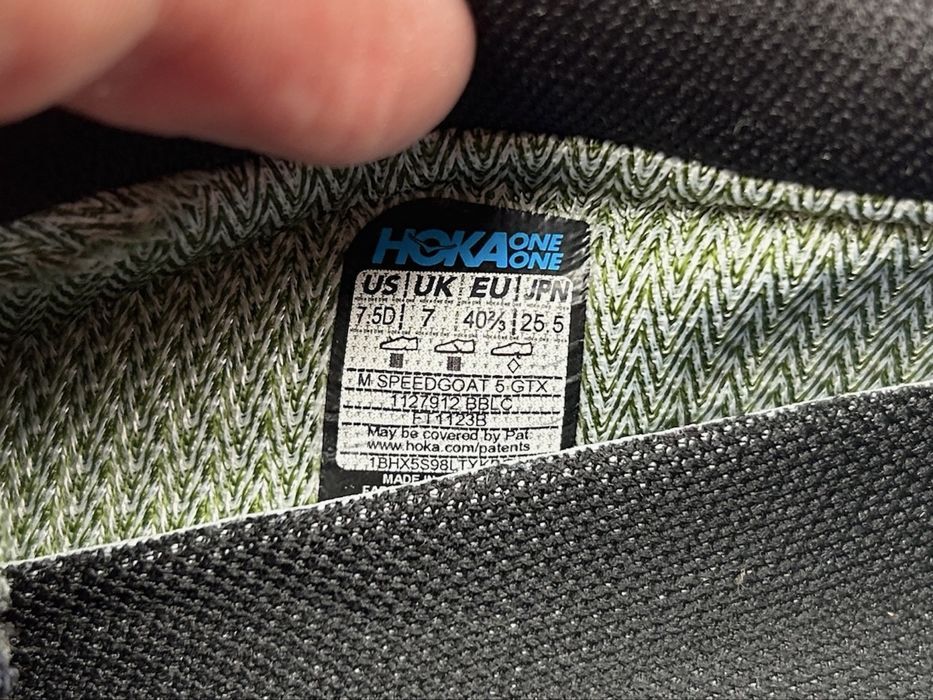 HOKA ONE ONE
US UK EU JPN
7.5D 7 40⅔ 25.5
M SPEEDGOAT 5 GTX
1127912 BBLC
FT1123B
May be covered by Pat.
www.hoka.com/patents
MADE